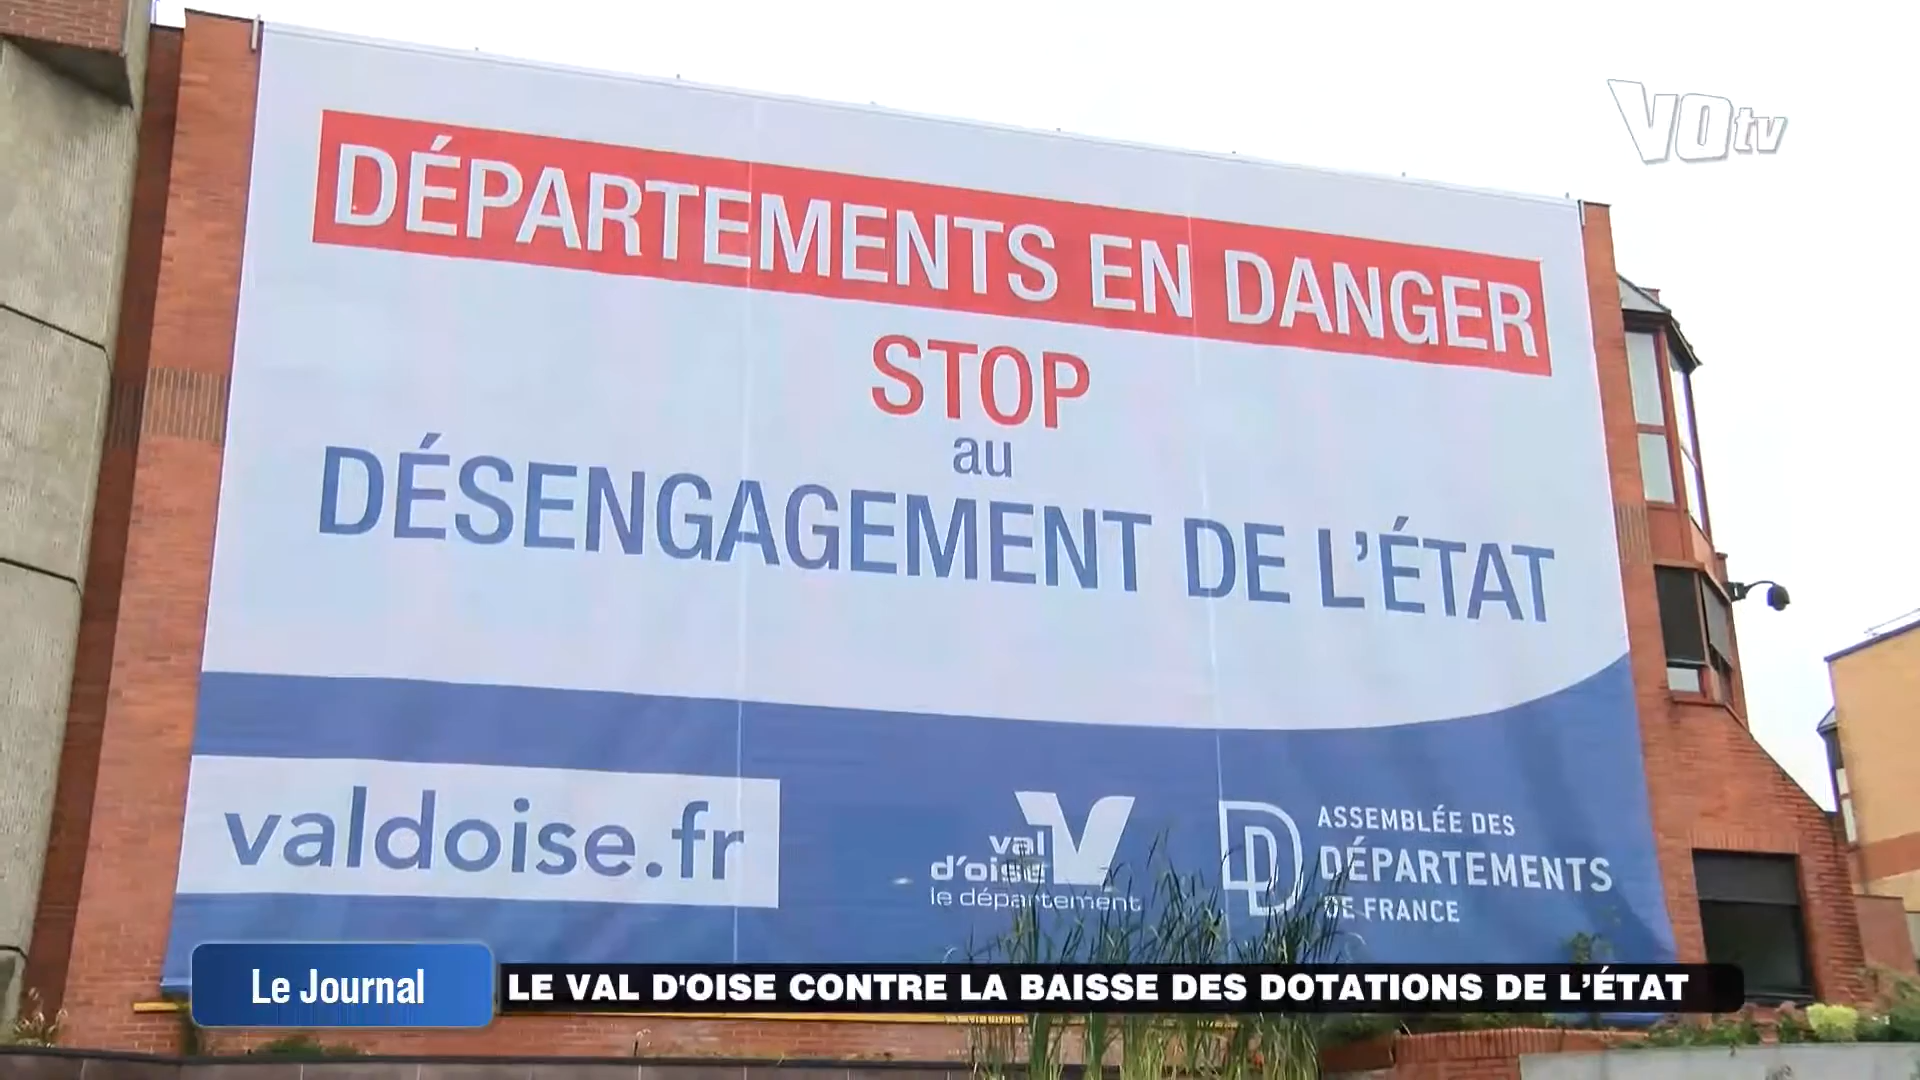 VOtv
DÉPARTEMENTS EN DANGER
STOP
au
DÉSENGAGEMENT DE L'ÉTAT
valdoise.fr
val
d'oise
le département
ASSEMBLÉE DES
DÉPARTEMENTS
DE FRANCE
Le Journal
LE VAL D'OISE CONTRE LA BAISSE DES DOTATIONS DE L'ÉTAT